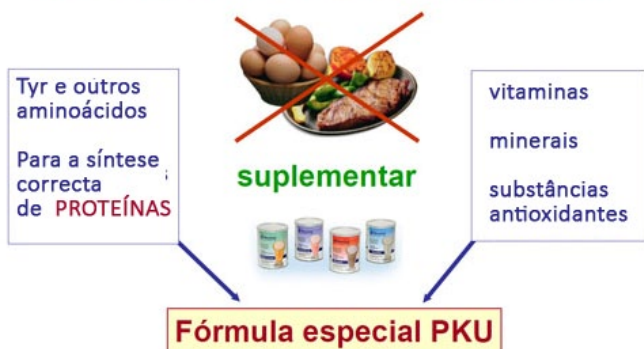 Tyr e outros
aminoácidos
Para a síntese
correcta
de PROTEÍNAS
suplementar
vitaminas
minerais
substâncias
antioxidantes
Fórmula especial PKU